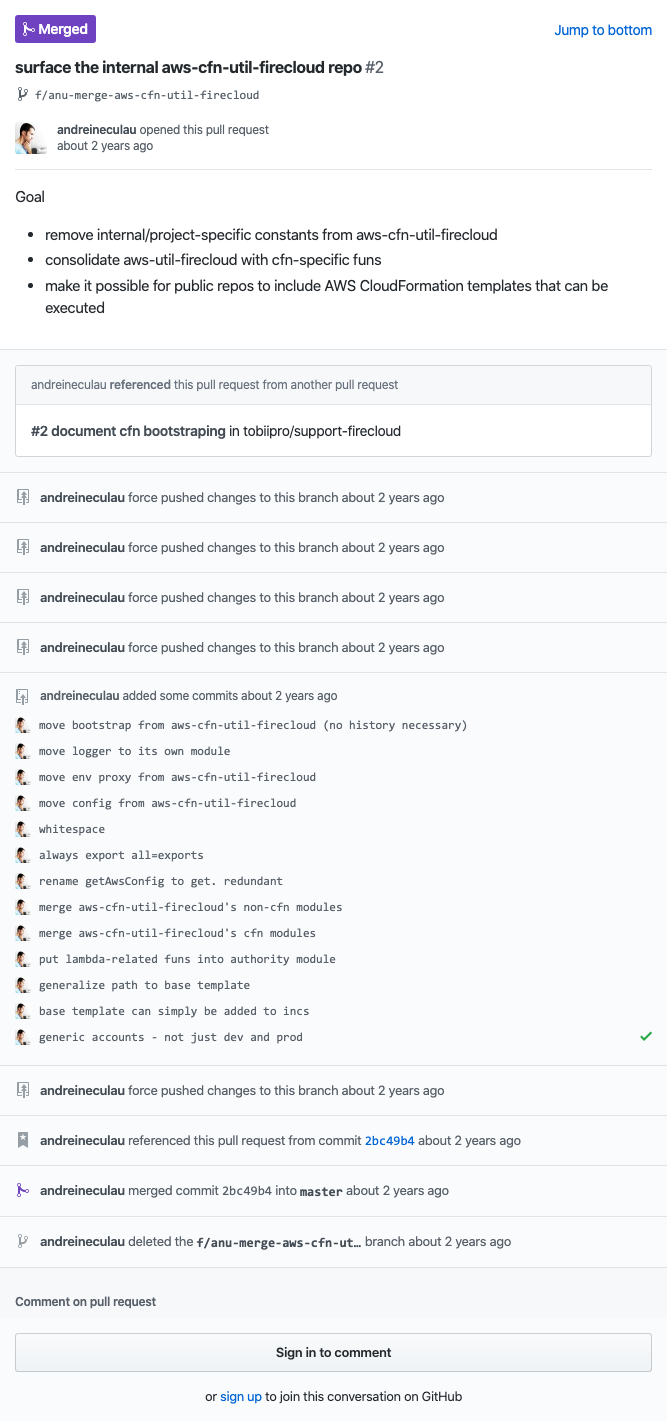 Merged
Jump to bottom
surface the internal aws-cfn-util-firecloud repo #2
f/anu-merge-aws-cfn-util-firecloud
andreineculau opened this pull request
about 2 years ago
Goal
remove internal/project-specific constants from aws-cfn-util-firecloud
consolidate aws-util-firecloud with cfn-specific funs
make it possible for public repos to include AWS CloudFormation templates that can be
executed
andreineculau referenced this pull request from another pull request
#2 document cfn bootstraping in tobiipro/support-firecloud
andreineculau force pushed changes to this branch about 2 years ago
andreineculau force pushed changes to this branch about 2 years ago
andreineculau force pushed changes to this branch about 2 years ago
andreineculau force pushed changes to this branch about 2 years ago
andreineculau added some commits about 2 years ago
move bootstrap from aws-cfn-util-firecloud (no history necessary)
move logger to its own module
move env proxy from aws-cfn-util-firecloud
move config from aws-cfn-util-firecloud
whitespace
always export all=exports
rename getAwsConfig to get. redundant
merge aws-cfn-util-firecloud's non-cfn modules
merge aws-cfn-util-firecloud's cfn modules
put lambda-related funs into authority module
generalize path to base template
base template can simply be added to incs
generic accounts - not just dev and prod
andreineculau force pushed changes to this branch about 2 years ago
andreineculau referenced this pull request from commit 2bc49b4 about 2 years ago
andreineculau merged commit 2bc49b4 into master about 2 years ago
andreineculau deleted the f/anu-merge-aws-cfn-ut… branch about 2 years ago
Comment on pull request
Sign in to comment
or sign up to join this conversation on GitHub